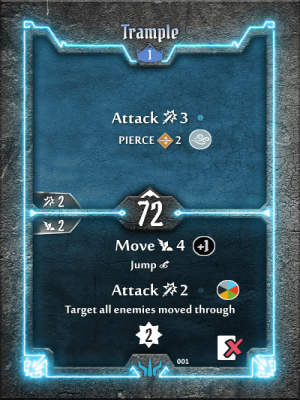 Trample
1
Attack 3
PIERCE 2
2
72
2
Move 4 +1
Jump
Attack 2
Target all enemies moved through
2
001